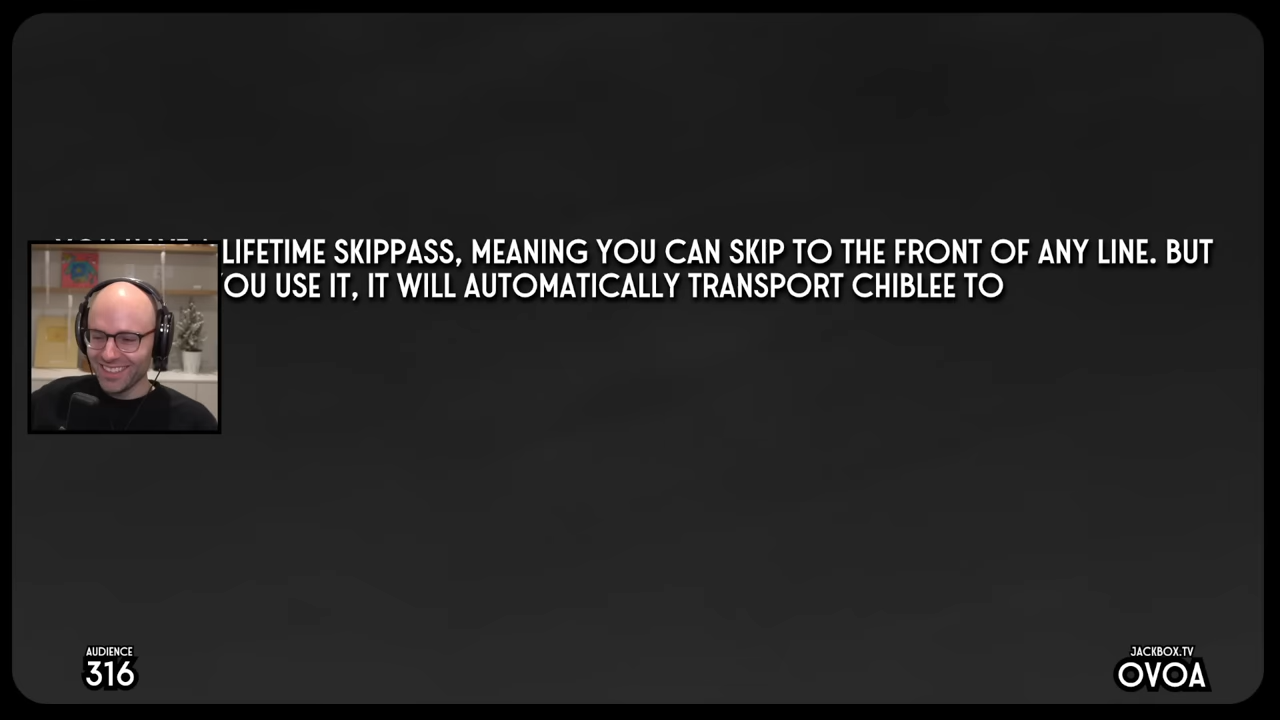 LIFETIME SKIPPASS, MEANING YOU CAN SKIP TO THE FRONT OF ANY LINE. BUT
OU USE IT, IT WILL AUTOMATICALLY TRANSPORT CHIBLEE TO
AUDIENCE
316
JACKBOX.TV
OVOA